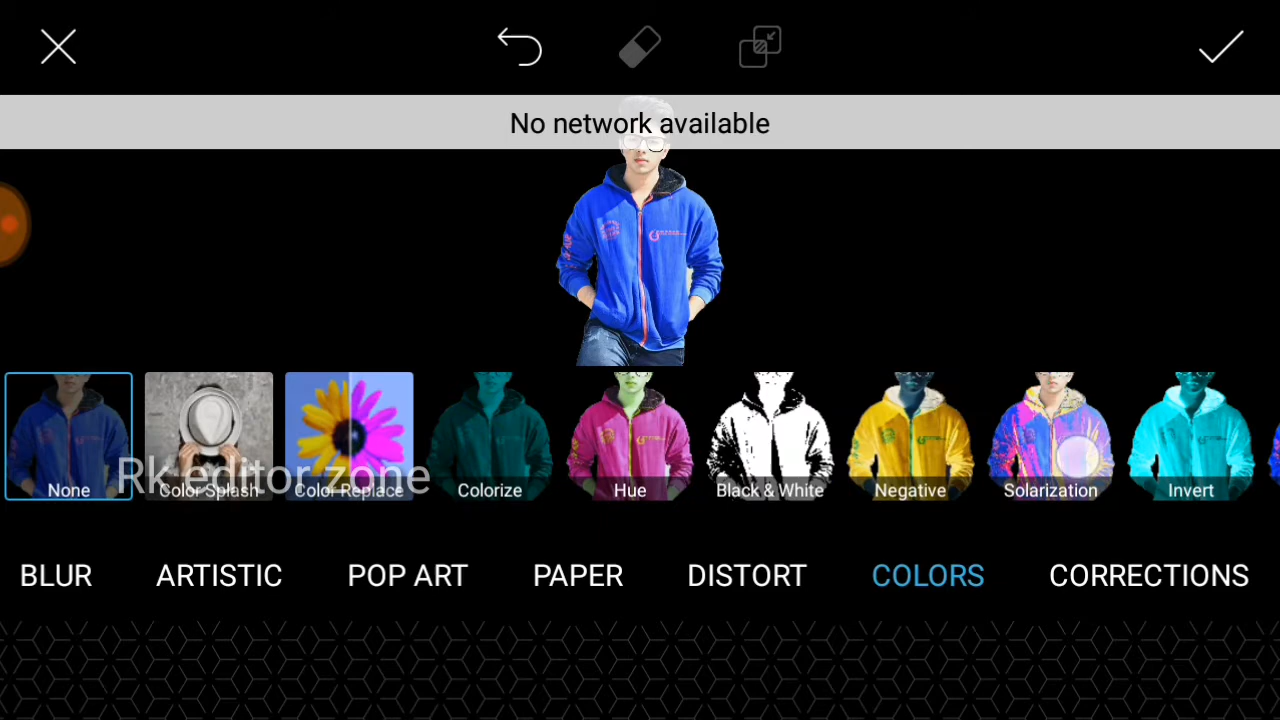 No network available
None
Color Splash
Color Replace
Colorize
Hue
Black & White
Negative
Solarization
Invert
Rk editor zone
BLUR
ARTISTIC
POP ART
PAPER
DISTORT
COLORS
CORRECTIONS